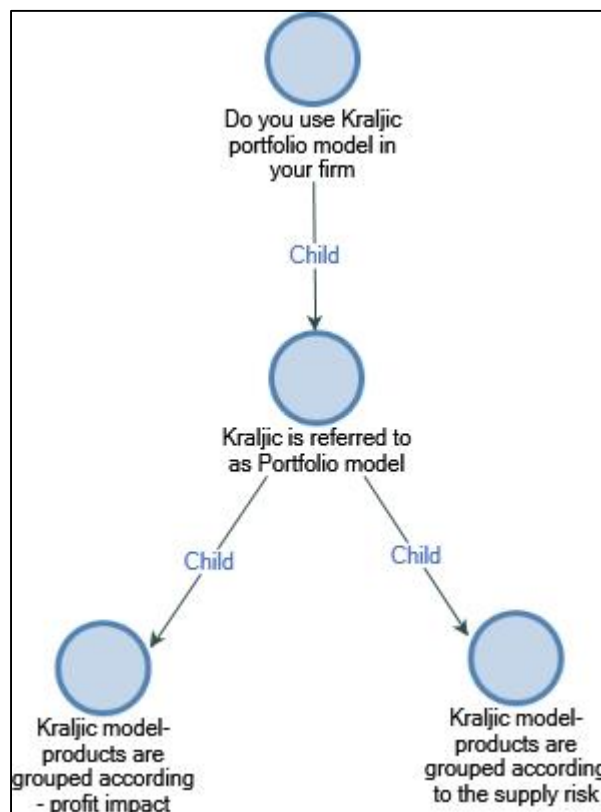 Do you use Kraljic
portfolio model in
your firm
Child
Kraljic is referred to
as Portfolio model
Child
Child
Kraljic model-
products are
grouped according
- profit impact
Kraljic model-
products are
grouped according
to the supply risk